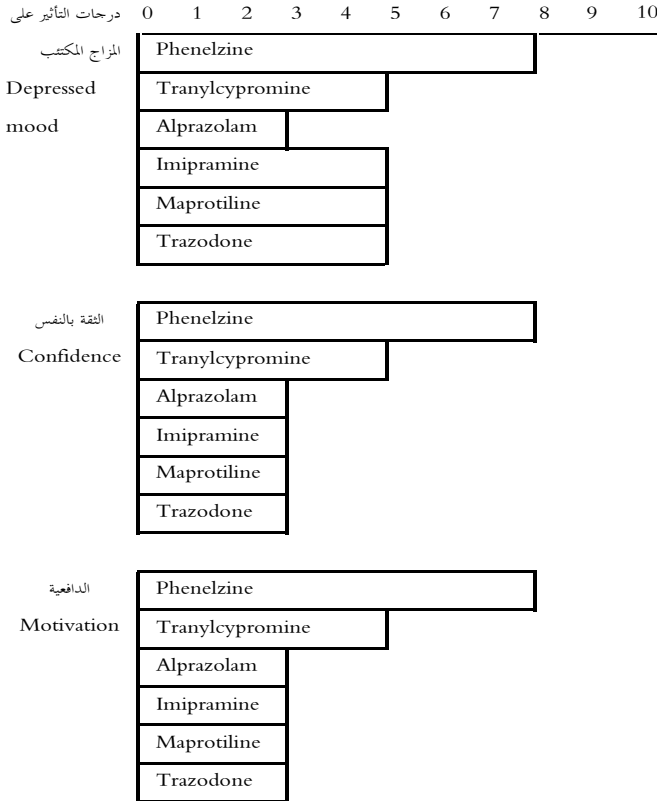 درجات التأثير على 0 1 2 3 4 5 6 7 8 9 10
المزاج المكتئب Phenelzine
Depressed Tranylcypromine
mood Alprazolam
Imipramine
Maprotiline
Trazodone
الثقة بالنفس Phenelzine
Confidence Tranylcypromine
Alprazolam
Imipramine
Maprotiline
Trazodone
الدافعية Phenelzine
Motivation Tranylcypromine
Alprazolam
Imipramine
Maprotiline
Trazodone